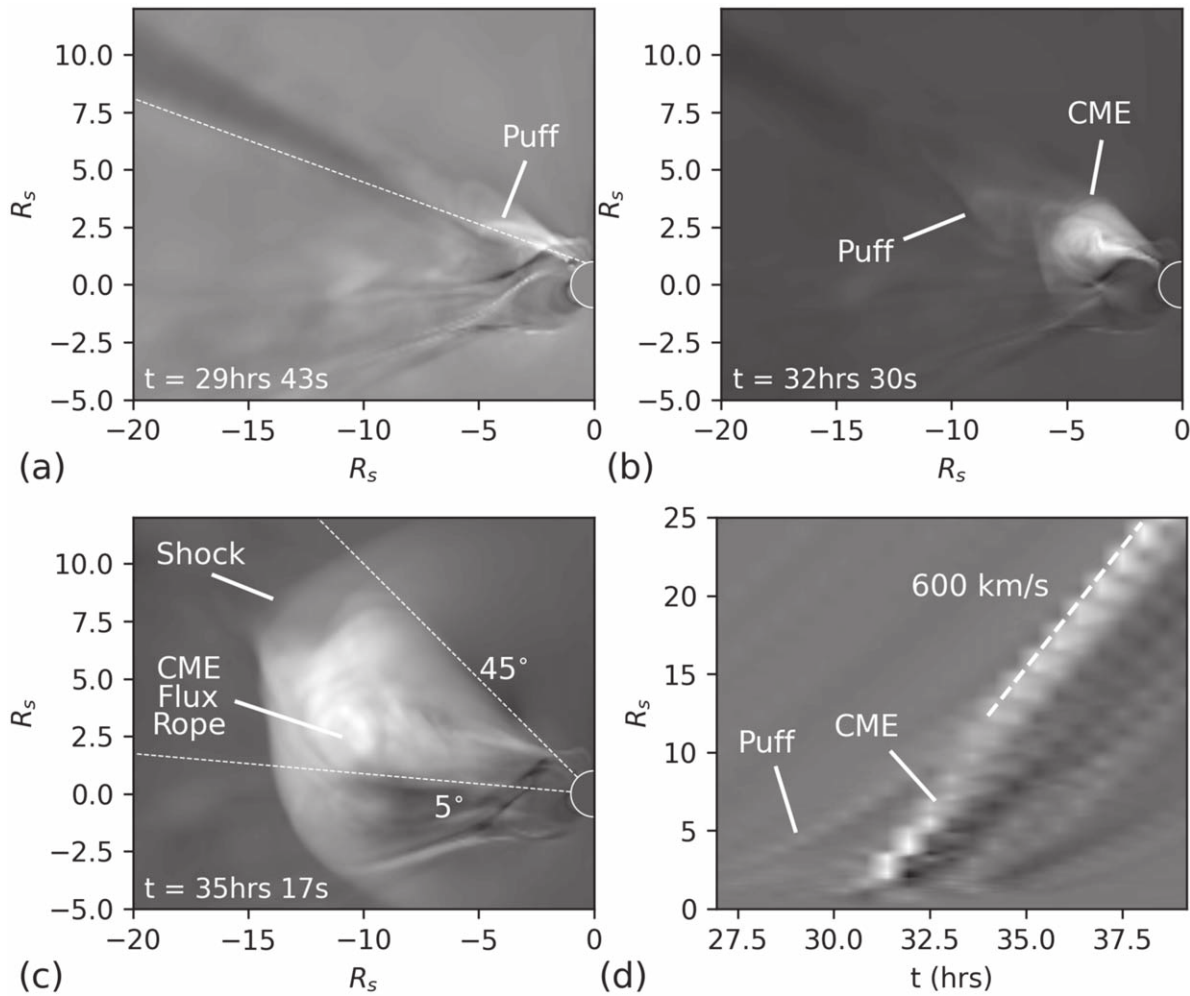 10.0
7.5
5.0
2.5
0.0
−2.5
−5.0
Rs
Puff
t = 29hrs 43s
−20
−15
−10
−5
0
Rs
(a)
10.0
7.5
5.0
2.5
0.0
−2.5
−5.0
Rs
CME
Puff
t = 32hrs 30s
−20
−15
−10
−5
0
Rs
(b)
10.0
7.5
5.0
2.5
0.0
−2.5
−5.0
Rs
Shock
CME
Flux
Rope
45°
5°
t = 35hrs 17s
−20
−15
−10
−5
0
Rs
(c)
25
20
15
10
5
0
Rs
600 km/s
CME
Puff
27.5
30.0
32.5
35.0
37.5
t (hrs)
(d)